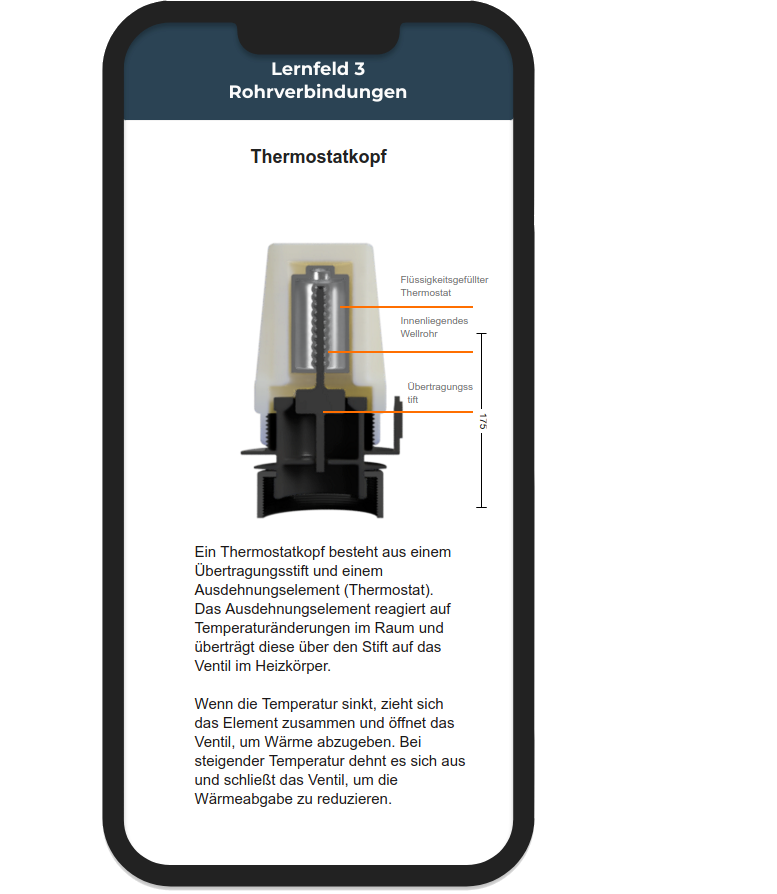 Lernfeld 3
Rohrverbindungen
Thermostatkopf
Flüssigkeitsgefüllter
Thermostat
Innenliegendes
Wellrohr
Übertragungss
tift
175
Ein Thermostatkopf besteht aus einem
Übertragungsstift und einem
Ausdehnungselement (Thermostat).
Das Ausdehnungselement reagiert auf
Temperaturänderungen im Raum und
überträgt diese über den Stift auf das
Ventil im Heizkörper.
Wenn die Temperatur sinkt, zieht sich
das Element zusammen und öffnet das
Ventil, um Wärme abzugeben. Bei
steigender Temperatur dehnt es sich aus
und schließt das Ventil, um die
Wärmeabgabe zu reduzieren.